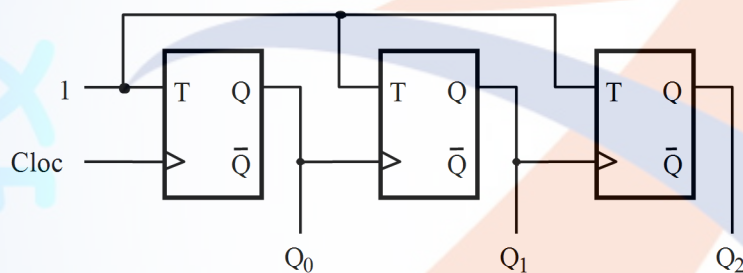 1 T Q T Q T Q
Cloc Q̅ Q̅ Q̅
Q₀ Q₁ Q₂